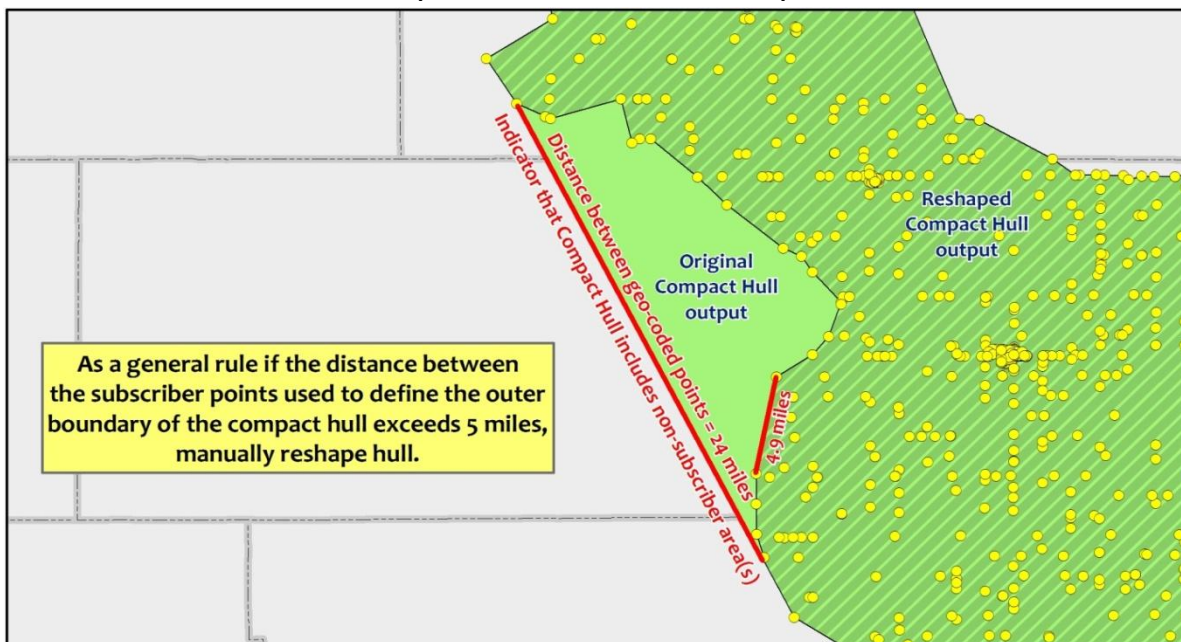 Distance between geo-coded points = 24 miles
Indicator that Compact Hull includes non-subscriber area(s)
Reshaped
Compact Hull
output
Original
Compact Hull
output
4.9 miles
As a general rule if the distance between
the subscriber points used to define the outer
boundary of the compact hull exceeds 5 miles,
manually reshape hull.